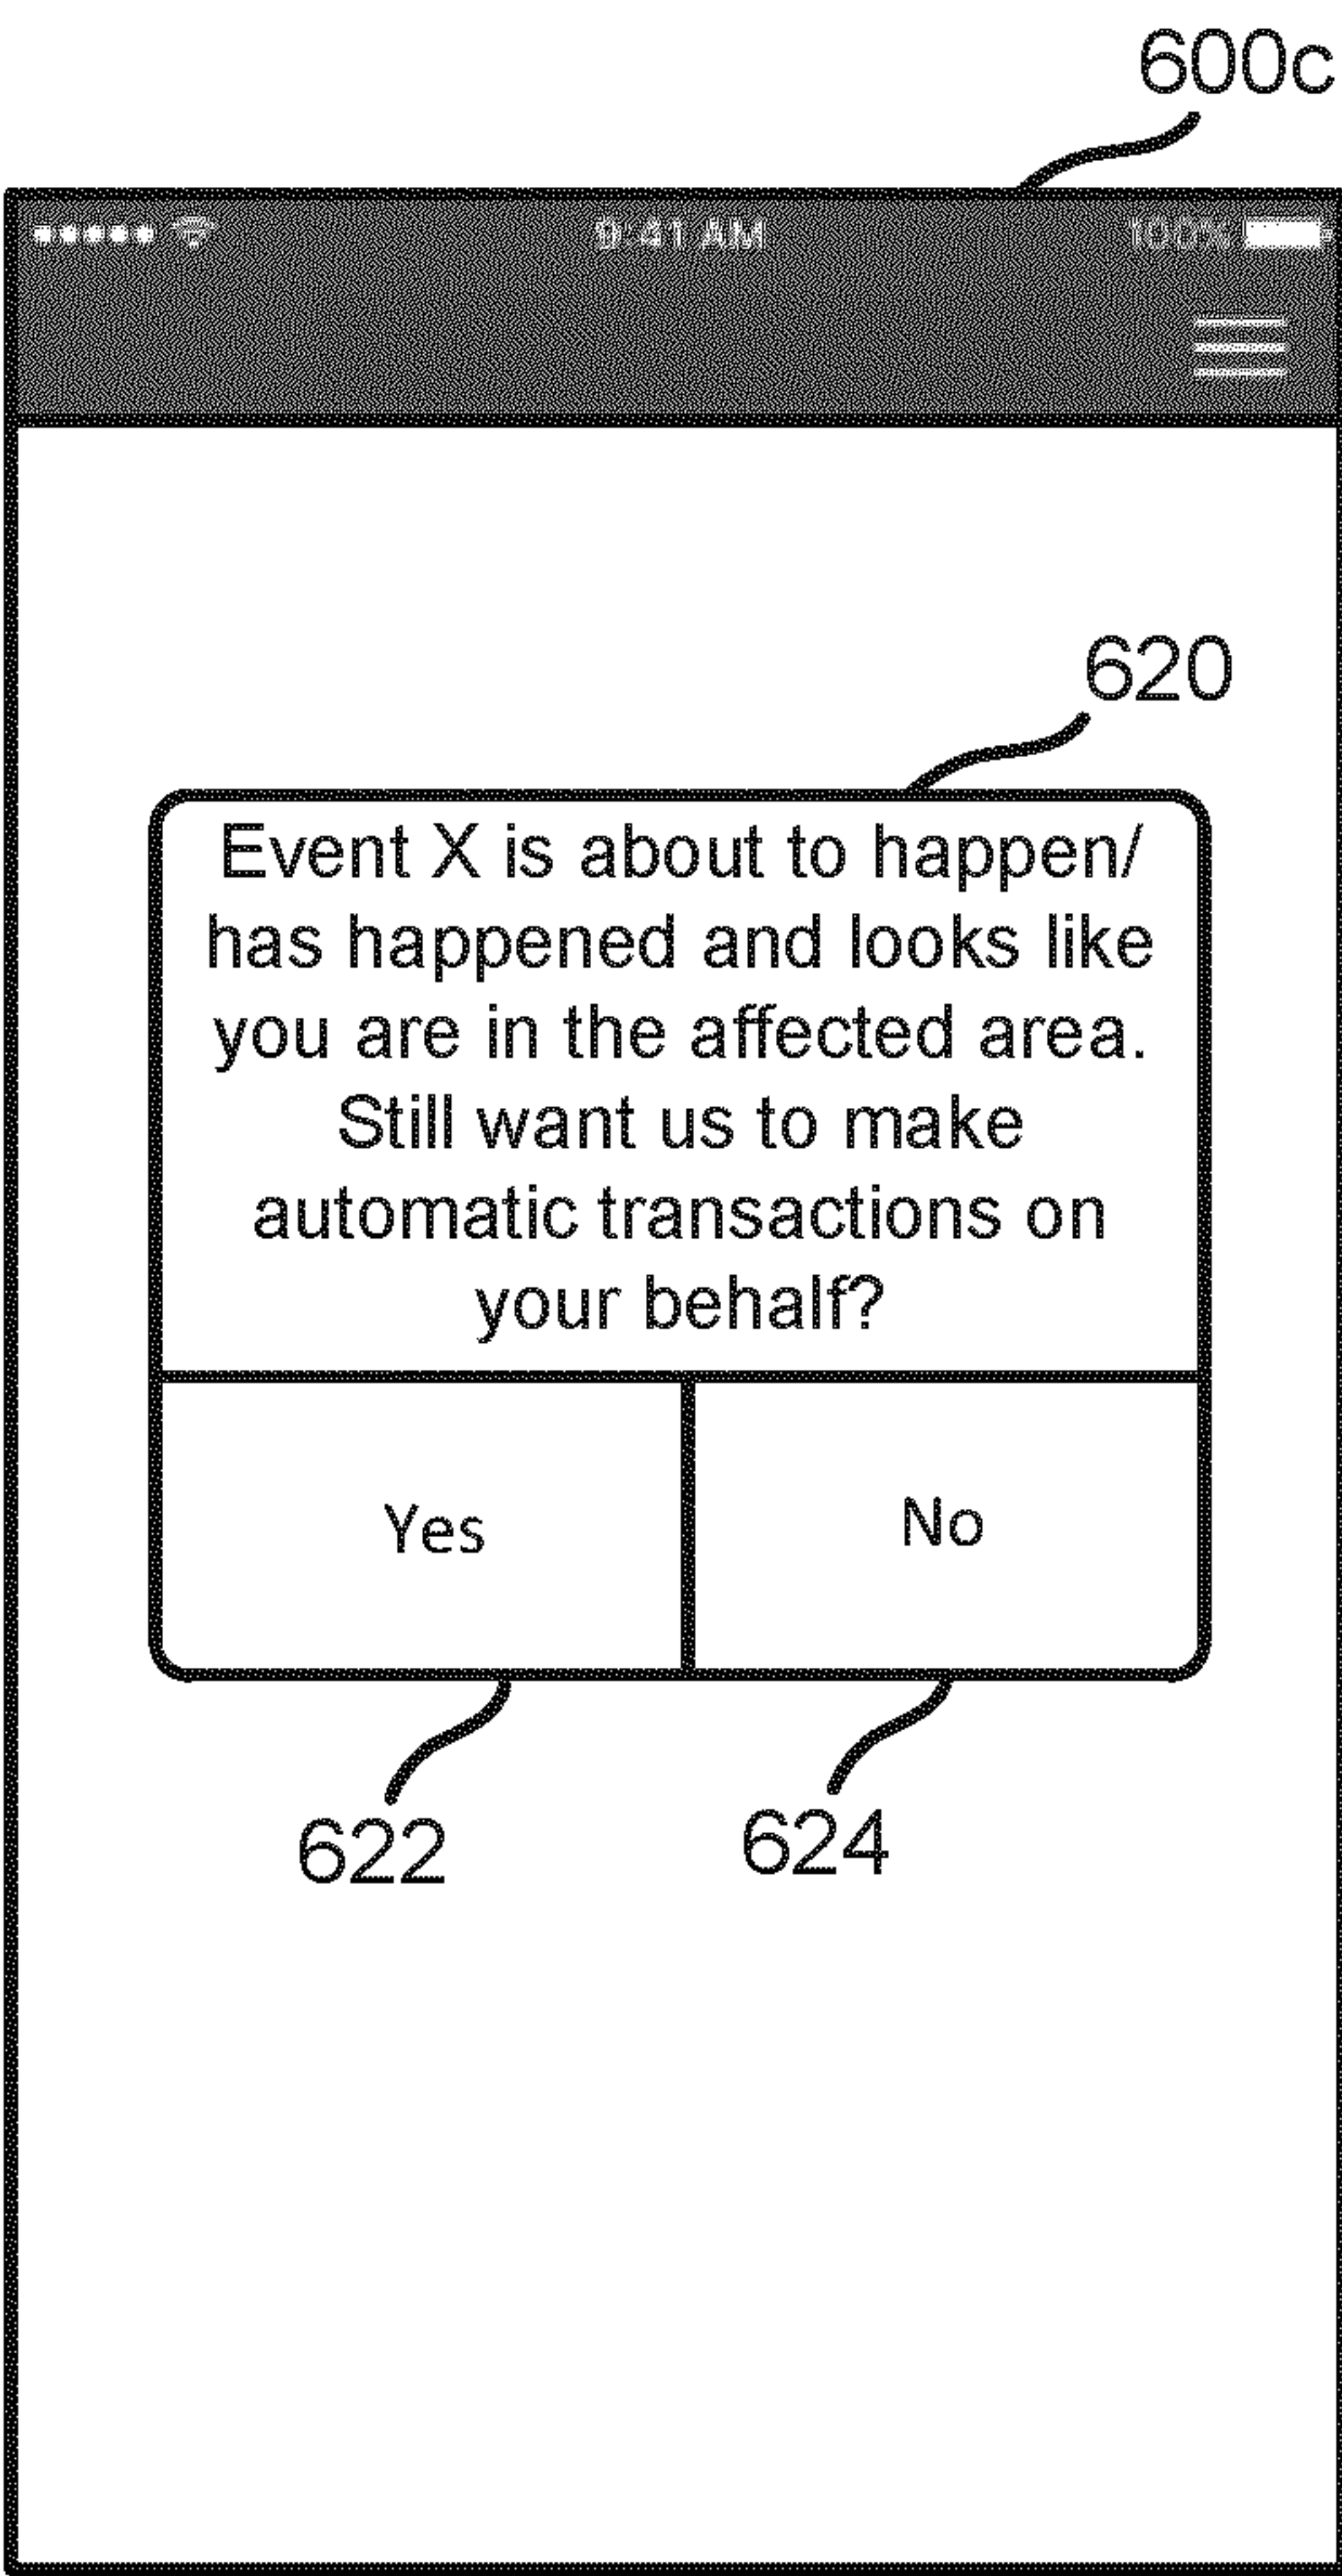 600c
9:41 AM 100%
620
Event X is about to happen/
has happened and looks like
you are in the affected area.
Still want us to make
automatic transactions on
your behalf?
Yes No
622 624